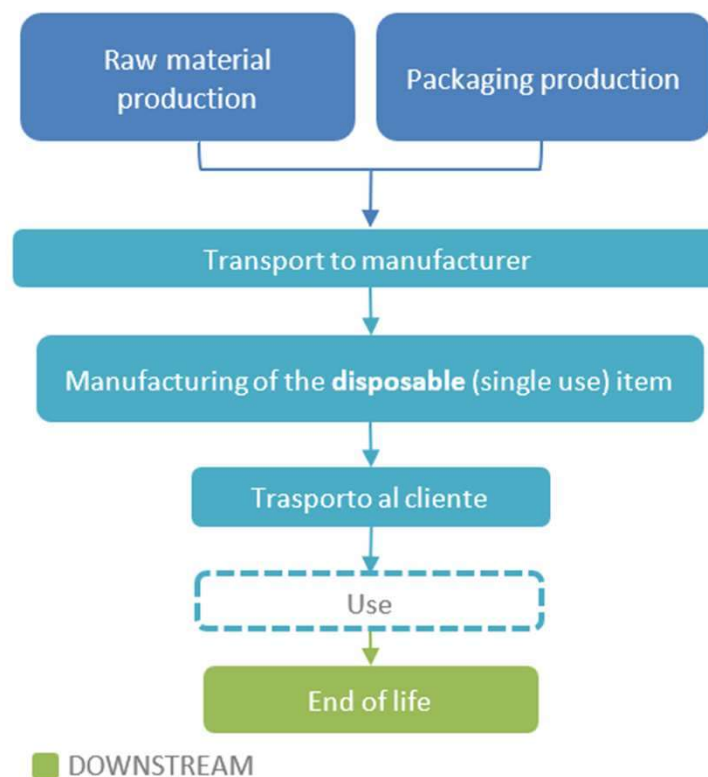 Raw material
production
Packaging production
Transport to manufacturer
Manufacturing of the disposable (single use) item
Trasporto al cliente
Use
End of life
DOWNSTREAM